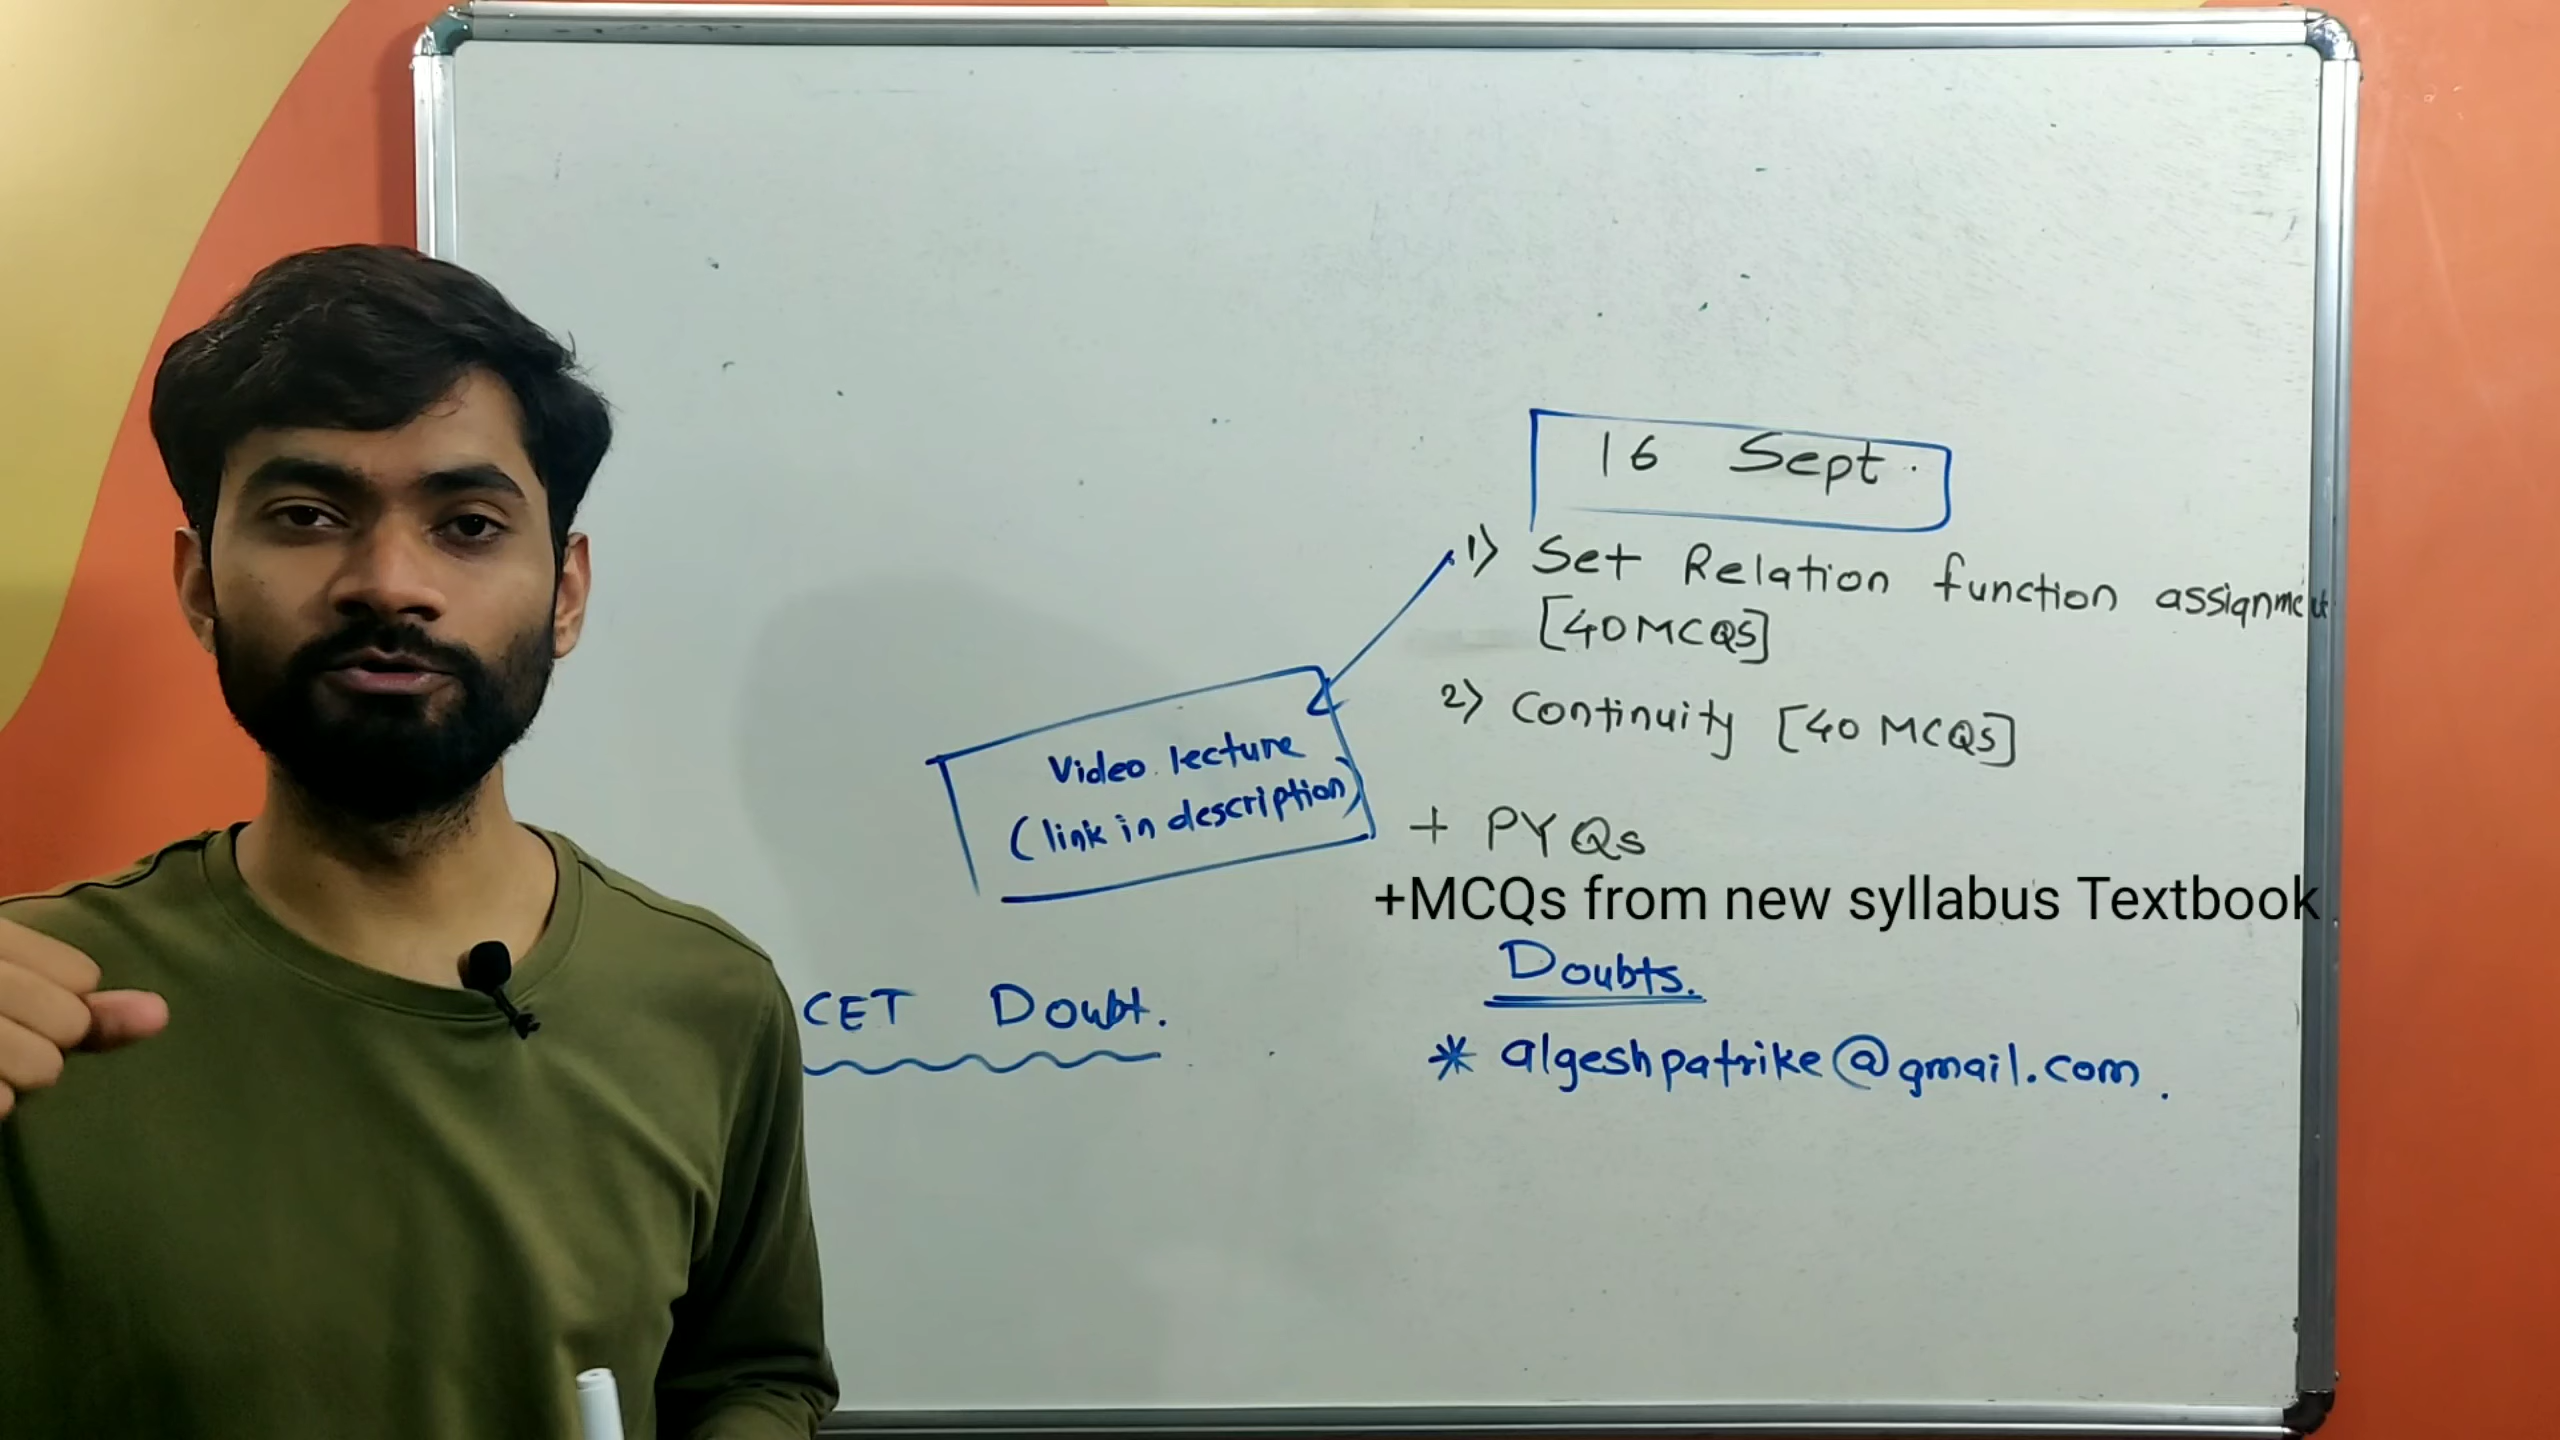 16 Sept.
1) Set Relation function assignment
[40 MCQS]
2) Continuity [40 MCQS]
Video lecture
(link in description)
+ PYQs
+MCQs from new syllabus Textbook
Doubts.
CET Doubt.
* algeshpatrike@gmail.com.